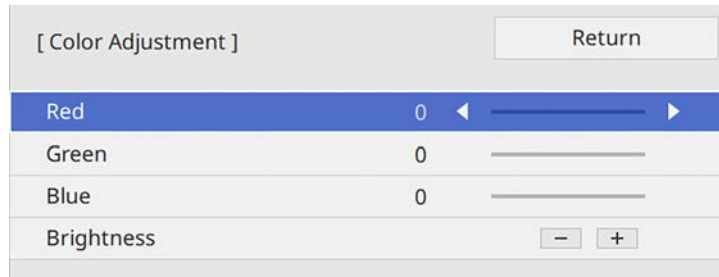 [ Color Adjustment ] Return
Red 0
Green 0
Blue 0
Brightness − +